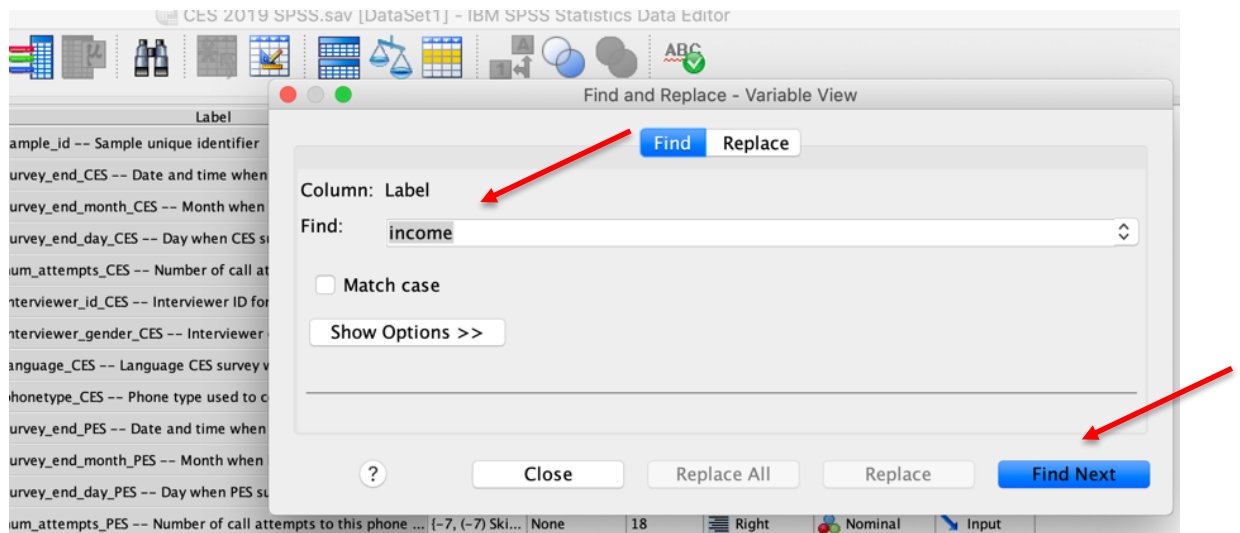 CES 2019 SPSS.sav [DataSet1] - IBM SPSS Statistics Data Editor
ABC
A
1
μ
Find and Replace - Variable View
Label
Find Replace
ample_id -- Sample unique identifier
urvey_end_CES -- Date and time when
Column: Label
urvey_end_month_CES -- Month when
Find: income
urvey_end_day_CES -- Day when CES su
um_attempts_CES -- Number of call at
Match case
nterviewer_id_CES -- Interviewer ID for
nterviewer_gender_CES -- Interviewer
Show Options >>
anguage_CES -- Language CES survey w
honetype_CES -- Phone type used to c
urvey_end_PES -- Date and time when
urvey_end_month_PES -- Month when
? Close Replace All Replace Find Next
urvey_end_day_PES -- Day when PES su
um_attempts_PES -- Number of call attempts to this phone ... {-7, (-7) Ski... None 18 Right Nominal Input